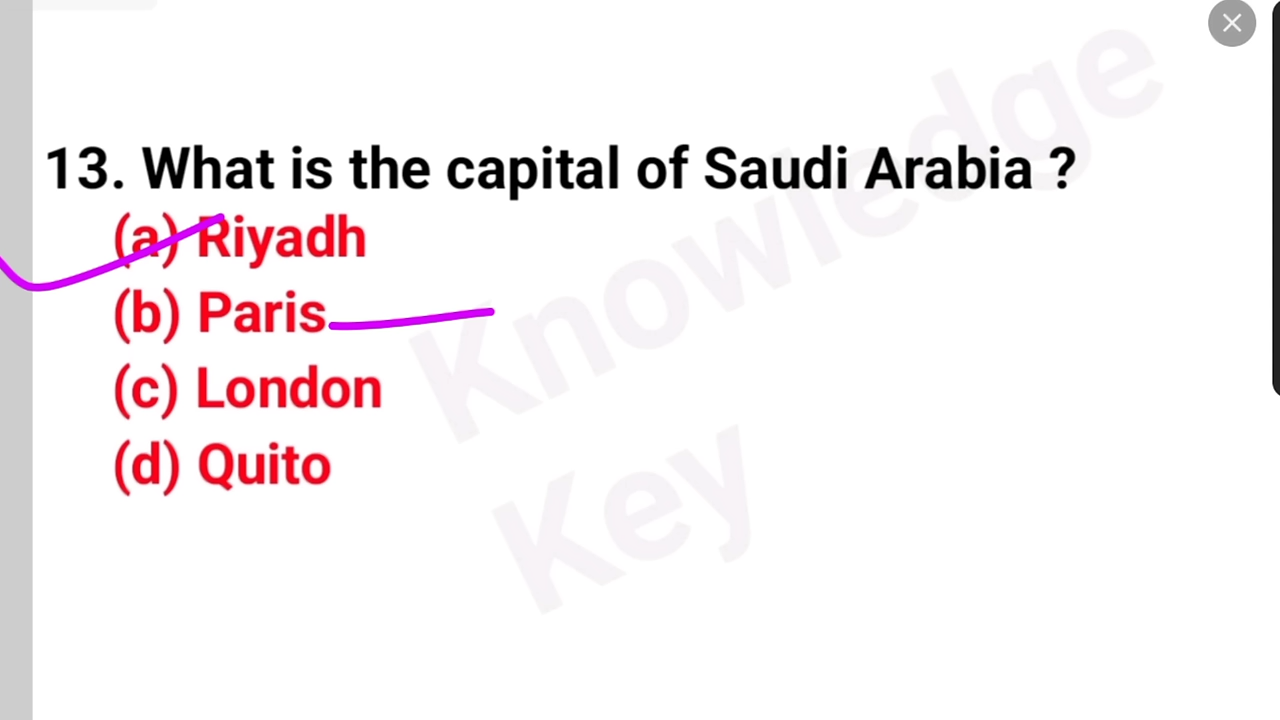 13. What is the capital of Saudi Arabia ?
(a) Riyadh
(b) Paris
(c) London
(d) Quito
Knowledge
Key